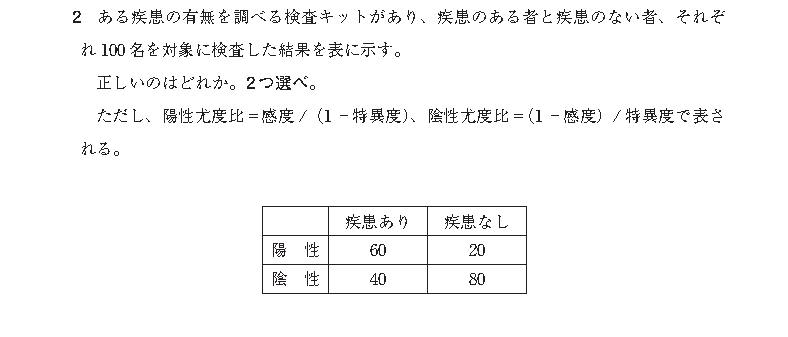 2 ある疾患の有無を調べる検査キットがあり、疾患のある者と疾患のない者、それぞ
れ 100 名を対象に検査した結果を表に示す。
正しいのはどれか。2つ選べ。
ただし、陽性尤度比＝感度／（1－特異度）、陰性尤度比＝（1－感度）／特異度で表さ
れる。
疾患あり 疾患なし
陽 性 60 20
陰 性 40 80